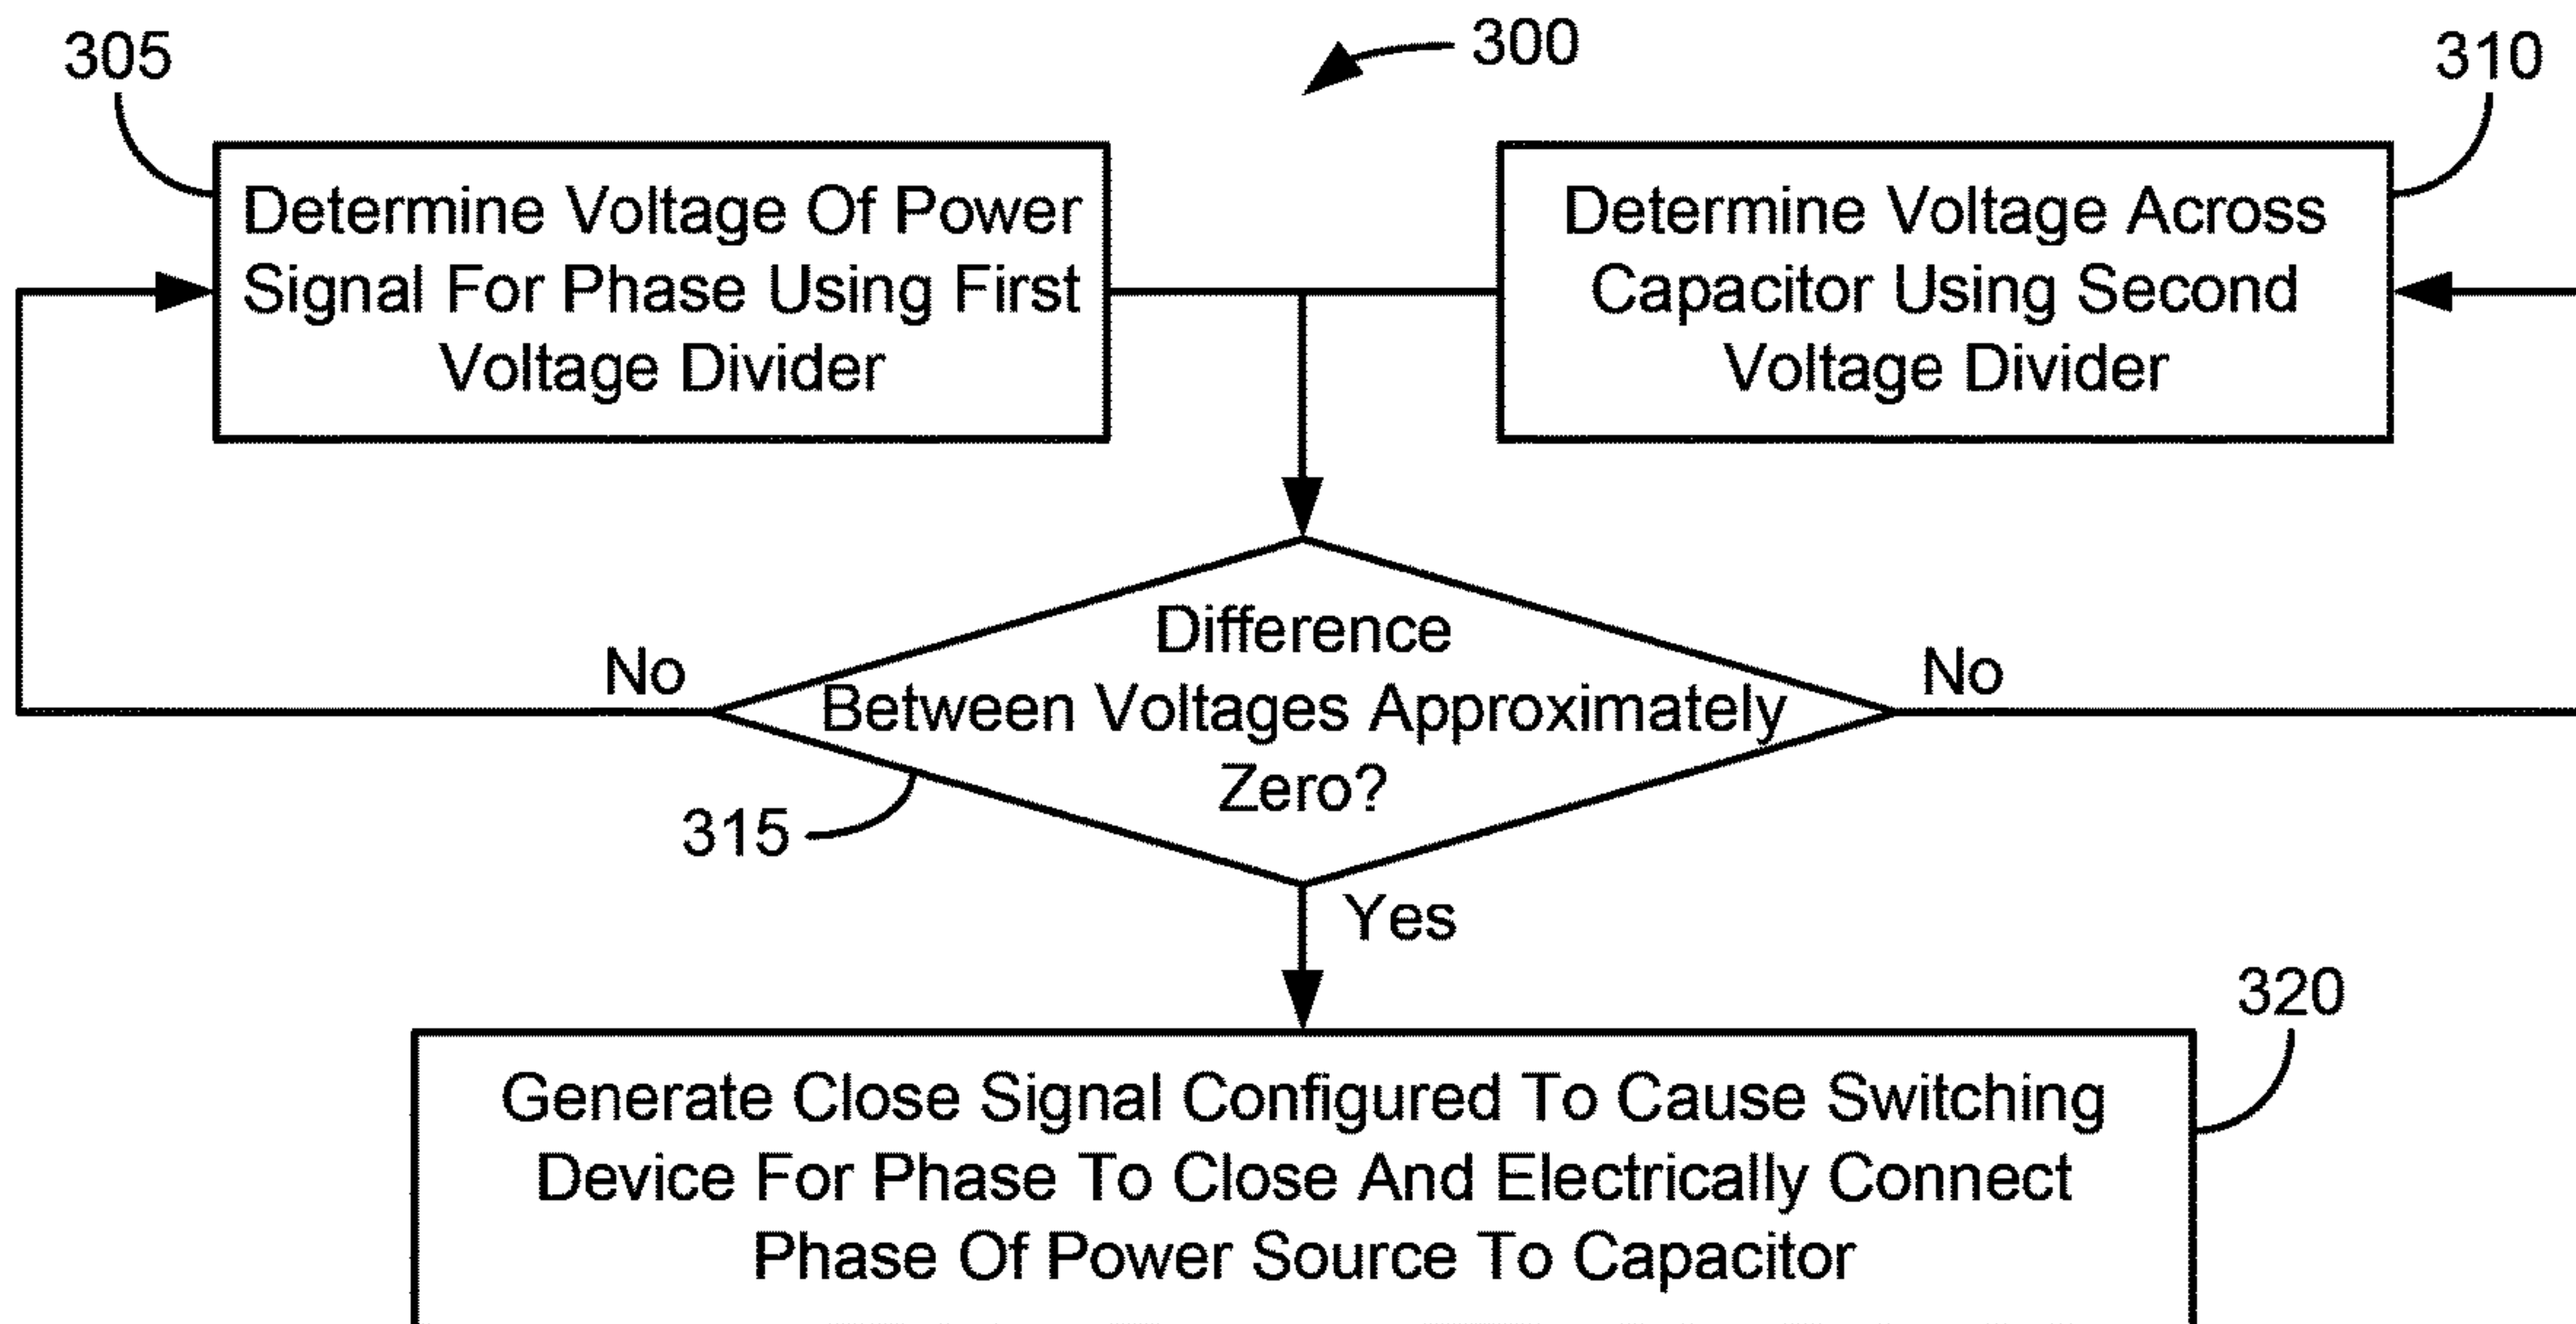 300
305
310
Determine Voltage Of Power
Signal For Phase Using First
Voltage Divider
Determine Voltage Across
Capacitor Using Second
Voltage Divider
Difference
Between Voltages Approximately
Zero?
No
No
315
Yes
320
Generate Close Signal Configured To Cause Switching
Device For Phase To Close And Electrically Connect
Phase Of Power Source To Capacitor